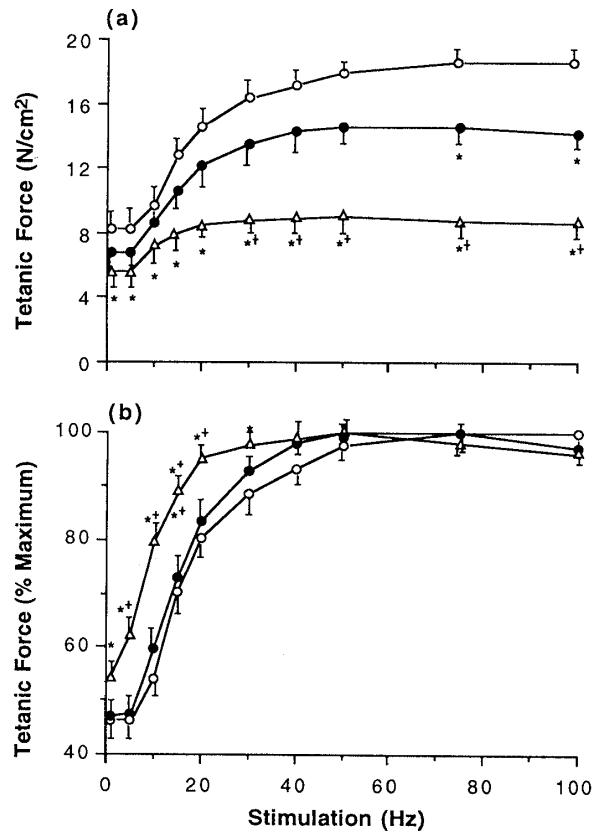 (a)
20
16
12
8
4
0
Tetanic Force (N/cm²)
* * * * * *† *† *† *† *†
* *
(b)
100
80
60
40
Tetanic Force (% Maximum)
* *† *† *† *† *† *
0 20 40 60 80 100
Stimulation (Hz)